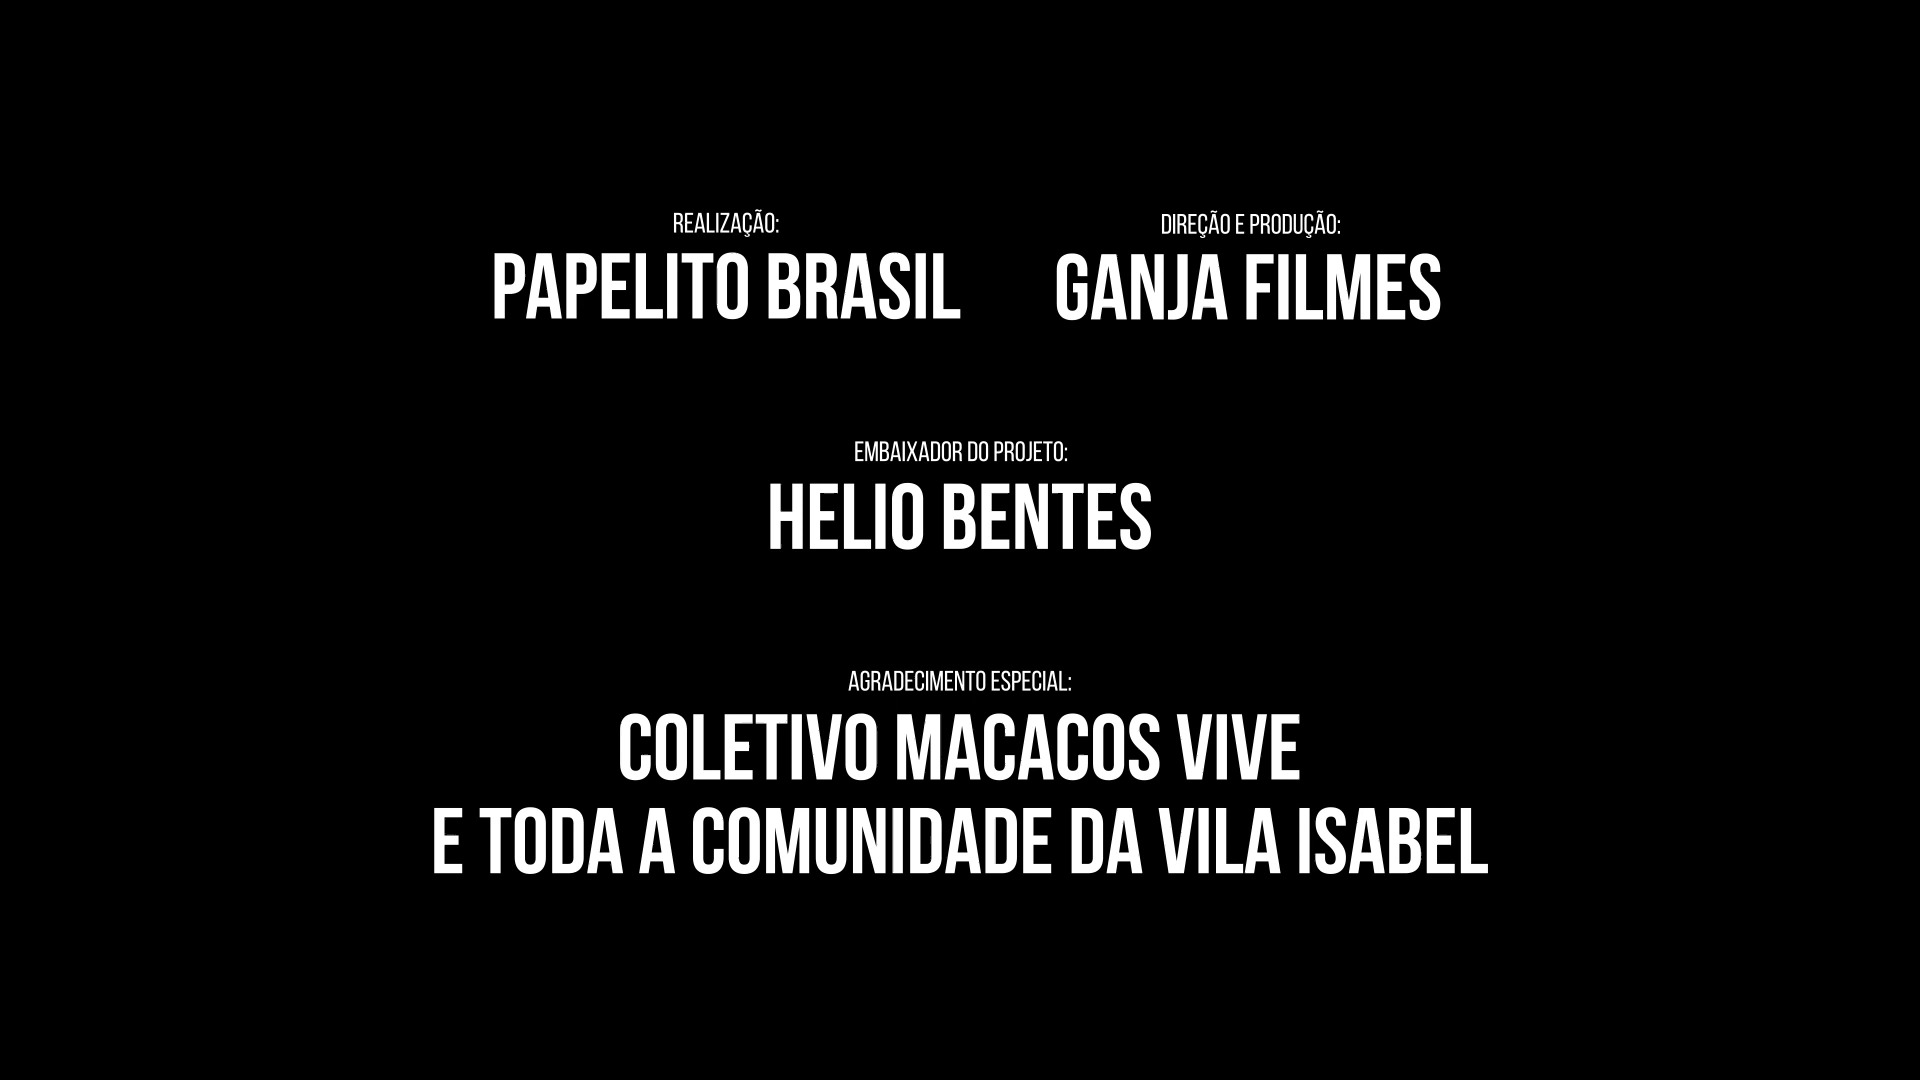 REALIZAÇÃO:
PAPELITO BRASIL
DIREÇÃO E PRODUÇÃO:
GANJA FILMES
EMBAIXADOR DO PROJETO:
HELIO BENTES
AGRADECIMENTO ESPECIAL:
COLETIVO MACACOS VIVE
E TODA A COMUNIDADE DA VILA ISABEL